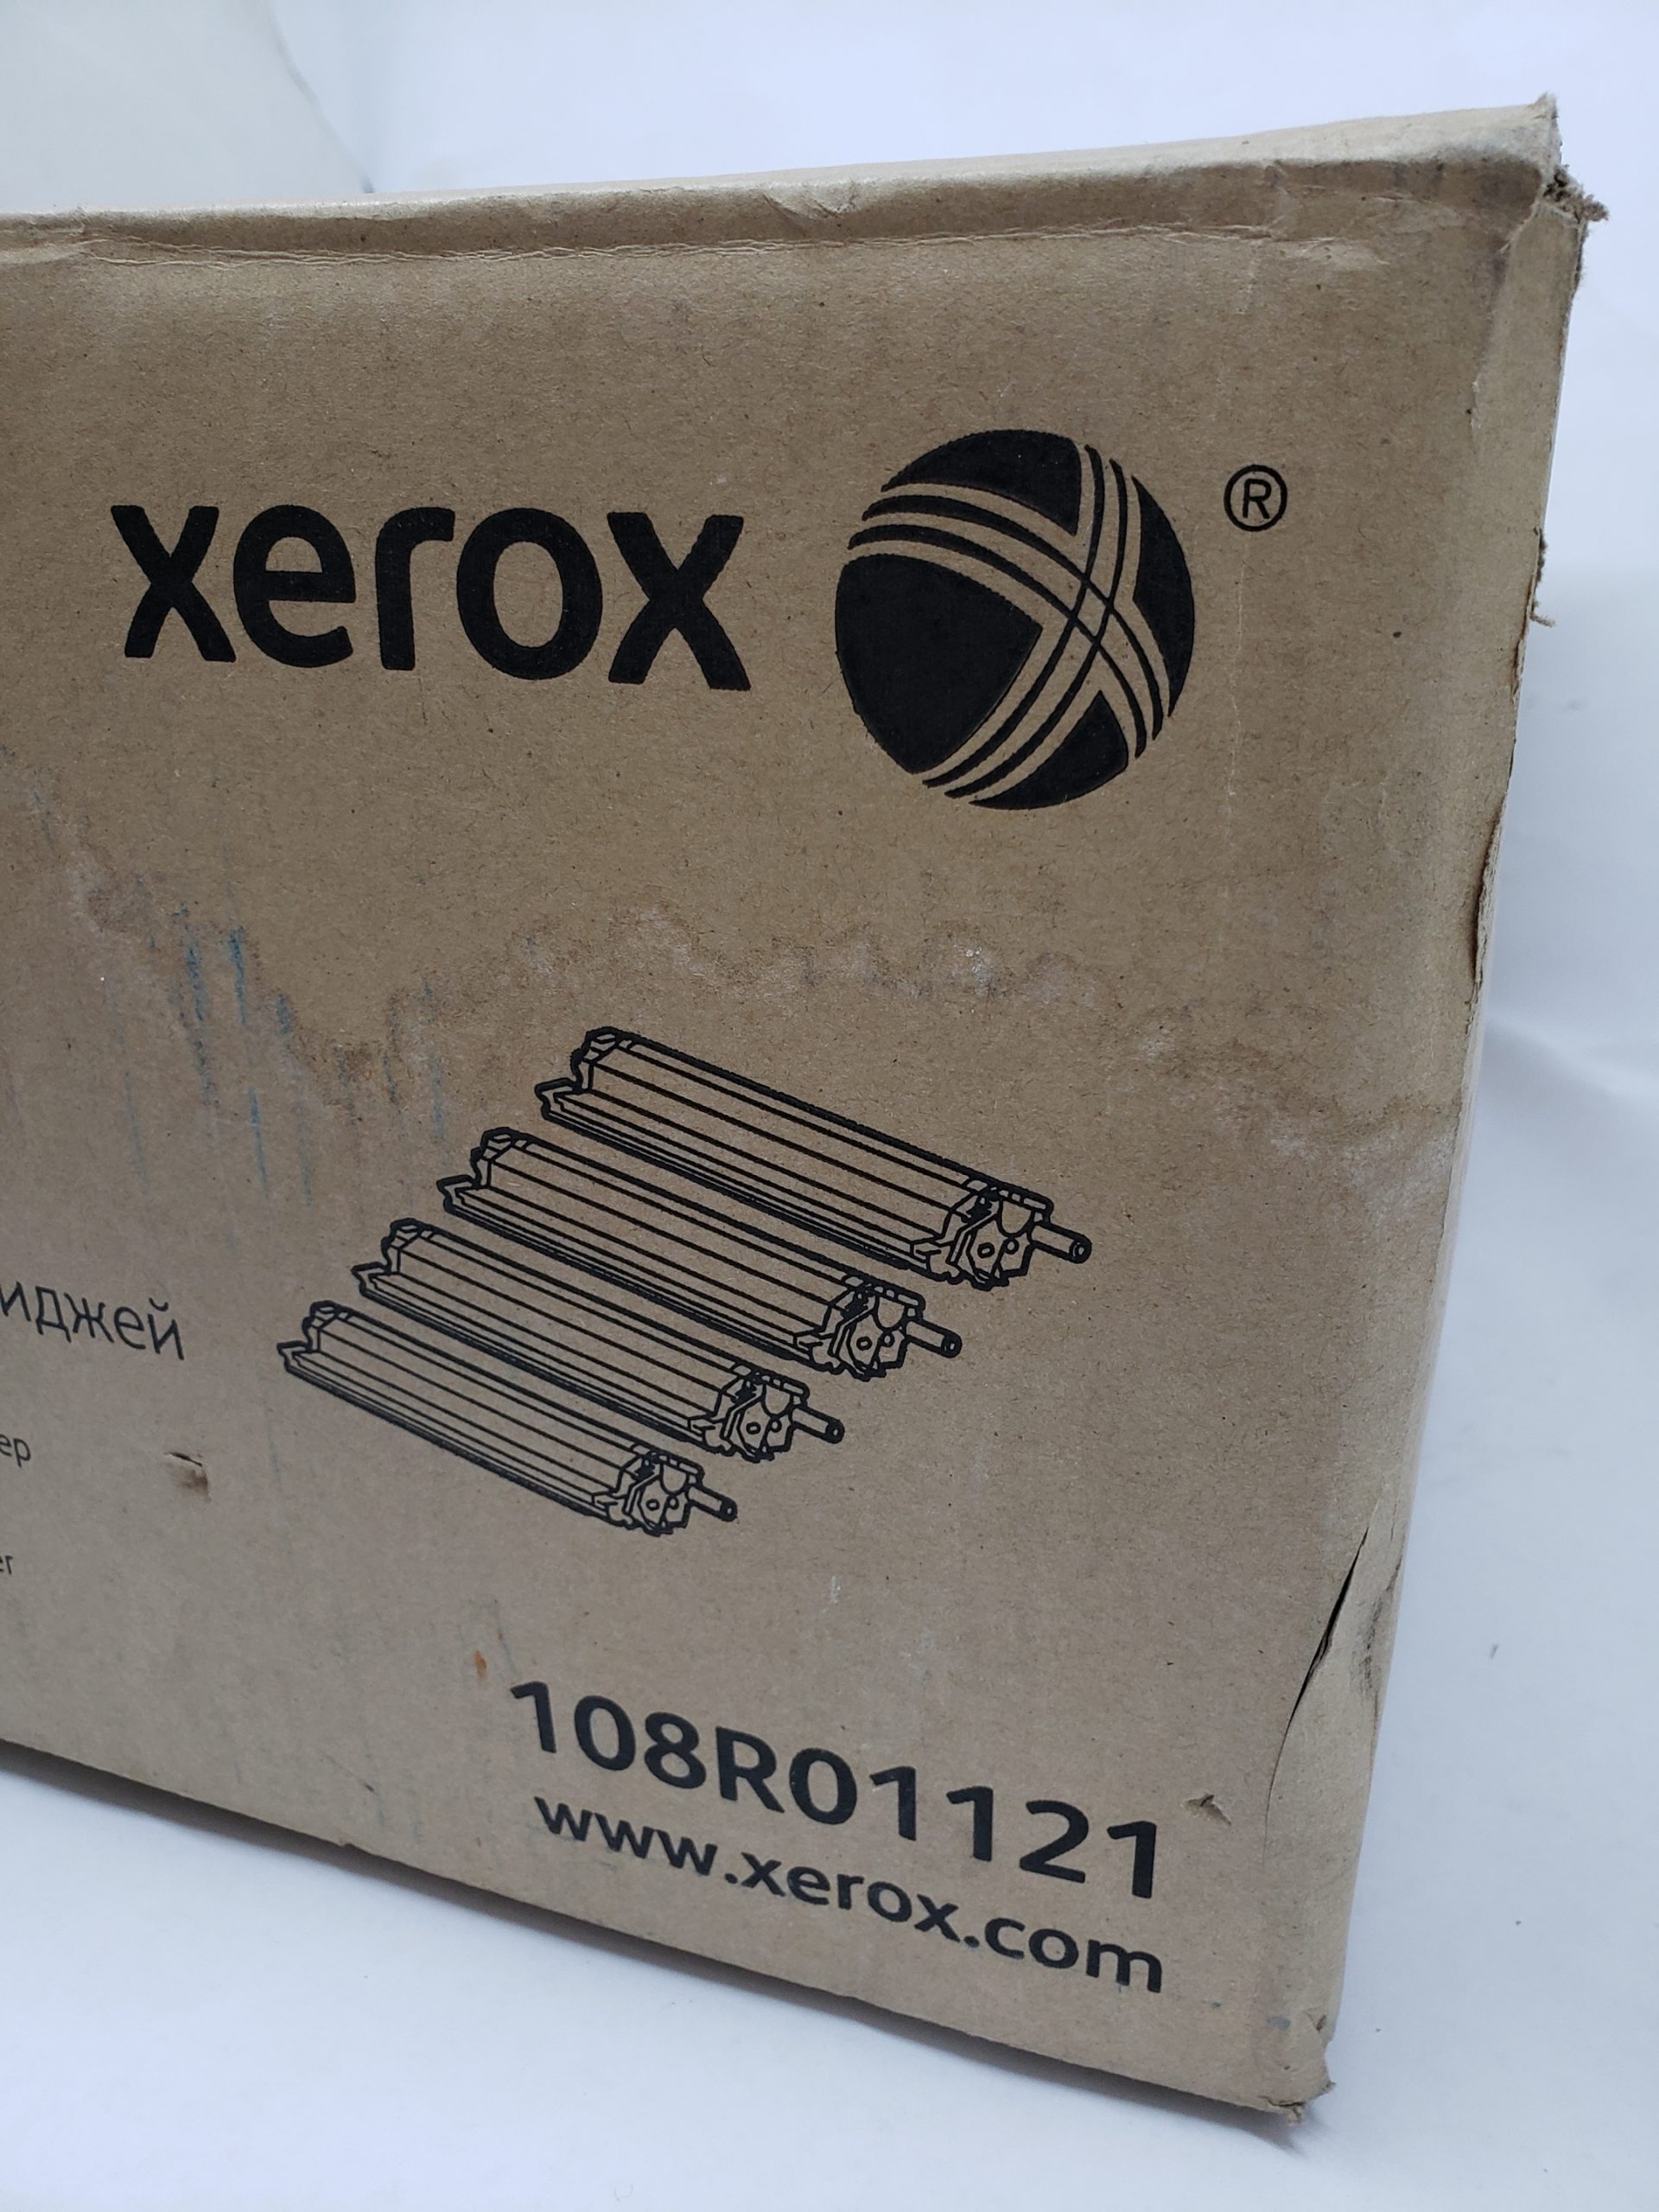 xerox ®
иджей
ер
er
108R01121
www.xerox.com